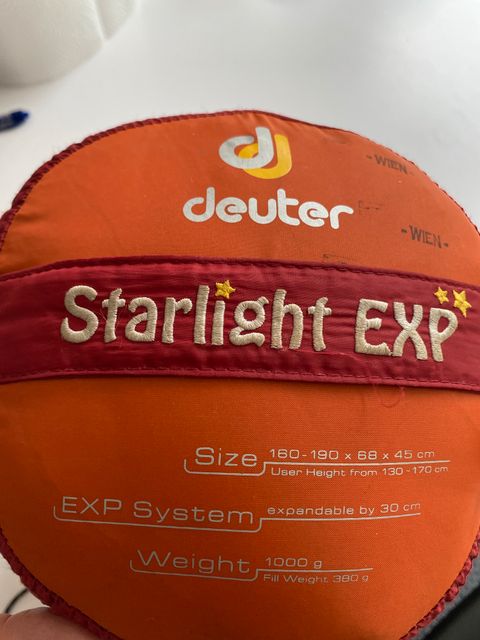 deuter
-WIEN-
-WIEN-
Starlight EXP
Size 160-190 x 68 x 45 cm
User Height from 130-170 cm
EXP System expandable by 30 cm
Weight 1000 g
Fill Weight 380 g